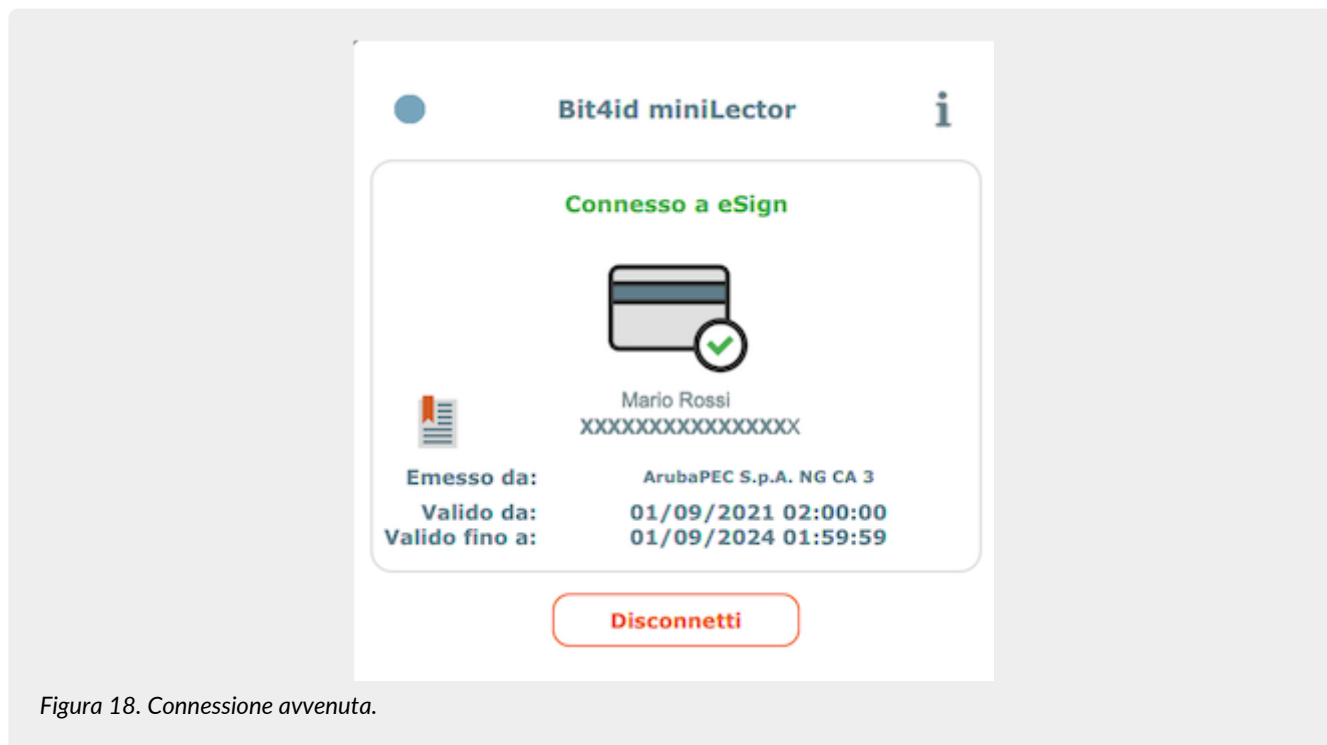 Bit4id miniLector
i
Connesso a eSign
Mario Rossi
XXXXXXXXXXXXXXXX
Emesso da: ArubaPEC S.p.A. NG CA 3
Valido da: 01/09/2021 02:00:00
Valido fino a: 01/09/2024 01:59:59
Disconnetti
Figura 18. Connessione avvenuta.